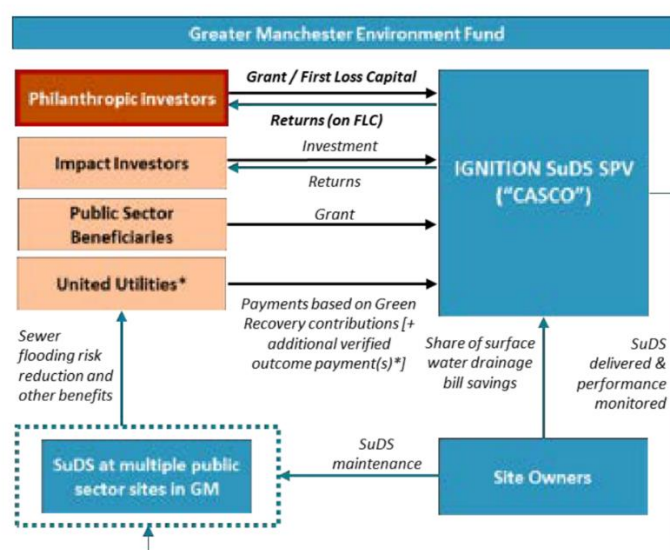 Greater Manchester Environment Fund
Philanthropic Investors
Grant / First Loss Capital
Returns (on FLC)
Impact Investors
Investment
Returns
Public Sector
Beneficiaries
Grant
United Utilities*
IGNITION SuDS SPV
("CASCO")
Payments based on Green
Recovery contributions [+
additional verified
outcome payment(s)*]
Sewer
flooding risk
reduction and
other benefits
Share of surface
water drainage
bill savings
SuDS
delivered &
performance
monitored
SuDS at multiple public
sector sites in GM
SuDS
maintenance
Site Owners